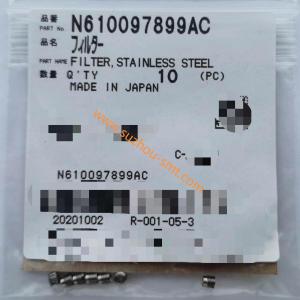 品番 PART No. N610097899AC
品名 フィルター
PART NAME FILTER,STAINLESS STEEL
数量 Q'TY 10 (PC)
MADE IN JAPAN
www.suzhou-smt.com
C-
N610097899AC
20201002 R-001-05-3